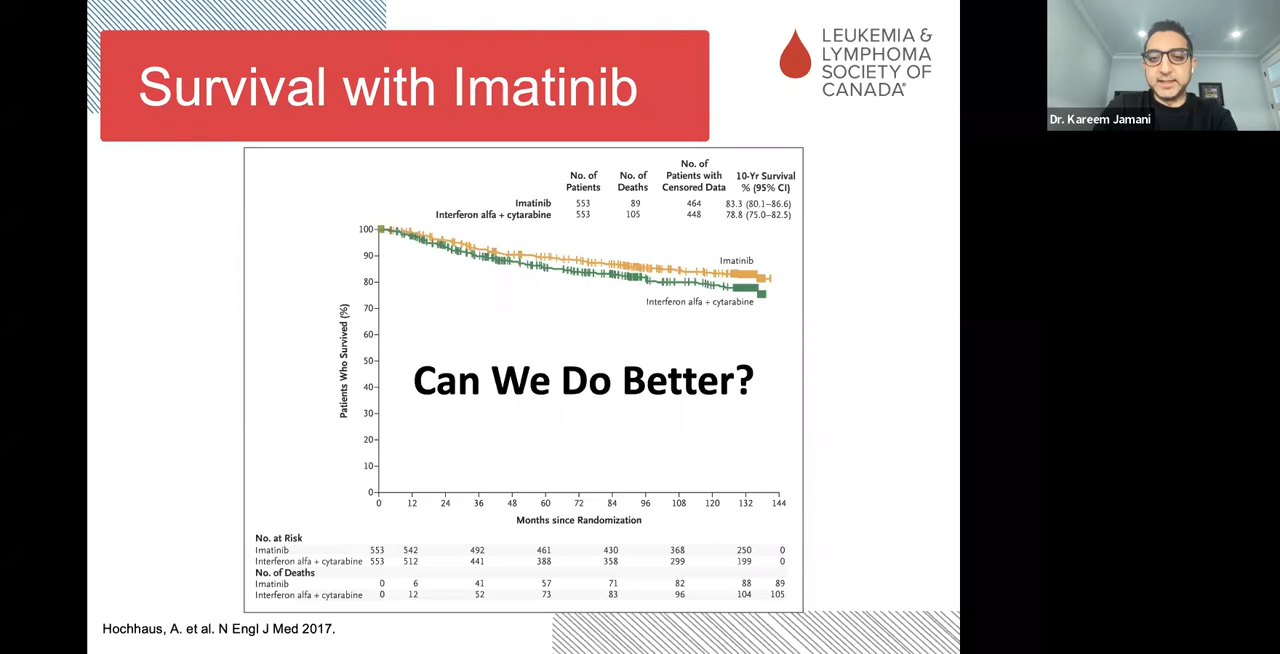 Survival with Imatinib
LEUKEMIA &
LYMPHOMA
SOCIETY OF
CANADA®
Dr. Kareem Jamani
No. of Patients No. of Deaths No. of Patients with Censored Data 10-Yr Survival % (95% CI)
Imatinib 553 89 464 83.3 (80.1–86.6)
Interferon alfa + cytarabine 553 105 448 78.8 (75.0–82.5)
Patients Who Survived (%)
100
90
80
70
60
50
40
30
20
10
0
Imatinib
Interferon alfa + cytarabine
Can We Do Better?
0 12 24 36 48 60 72 84 96 108 120 132 144
Months since Randomization
No. at Risk
Imatinib 553 542 492 461 430 368 250 0
Interferon alfa + cytarabine 553 512 441 388 358 299 199 0
No. of Deaths
Imatinib 0 6 41 57 71 82 88 89
Interferon alfa + cytarabine 0 12 52 73 83 96 104 105
Hochhaus, A. et al. N Engl J Med 2017.